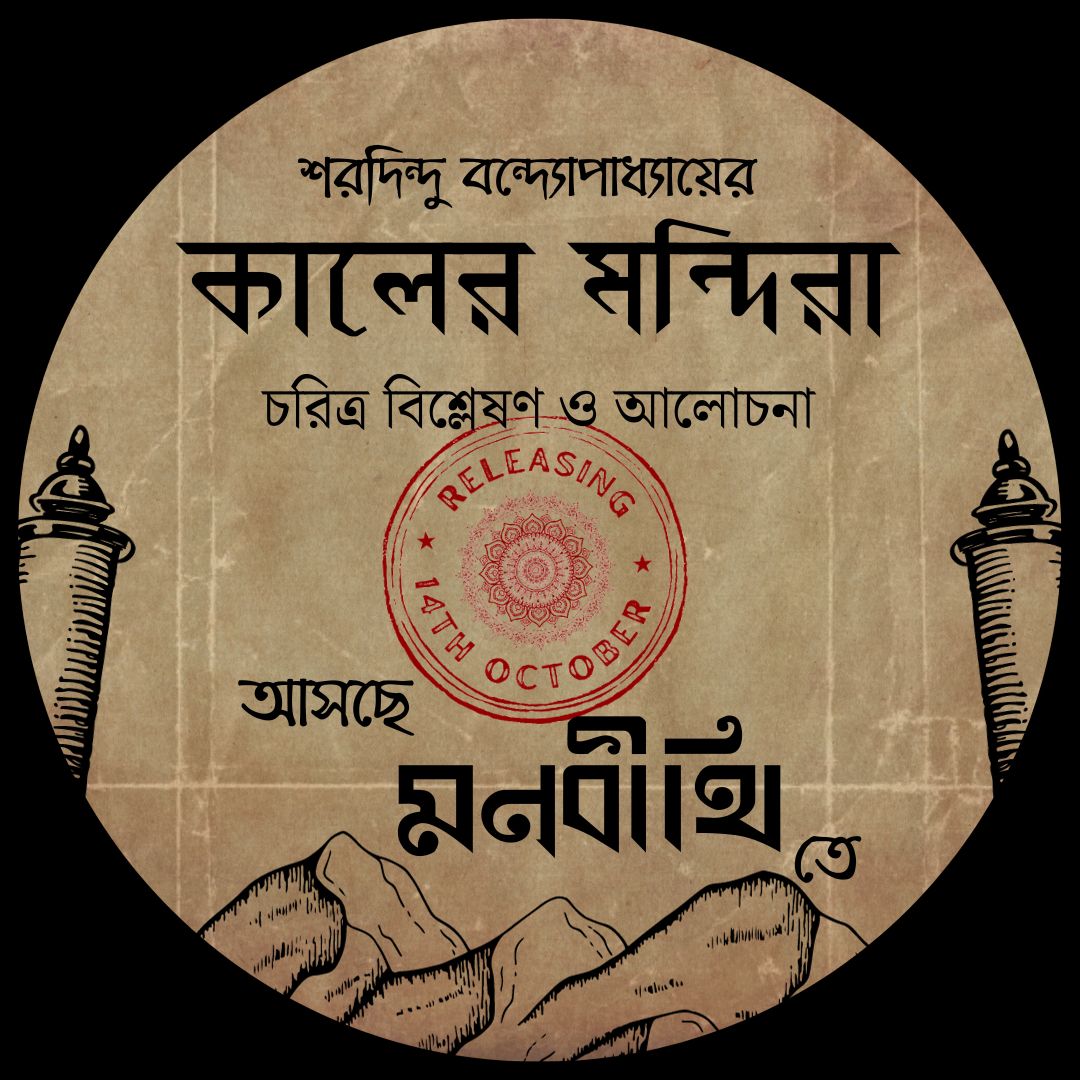 শরদিন্দু বন্দ্যোপাধ্যায়ের
কালের মন্দিরা
চরিত্র বিশ্লেষণ ও আলোচনা
RELEASING
14TH OCTOBER
আসছে
মনবীথি
তে